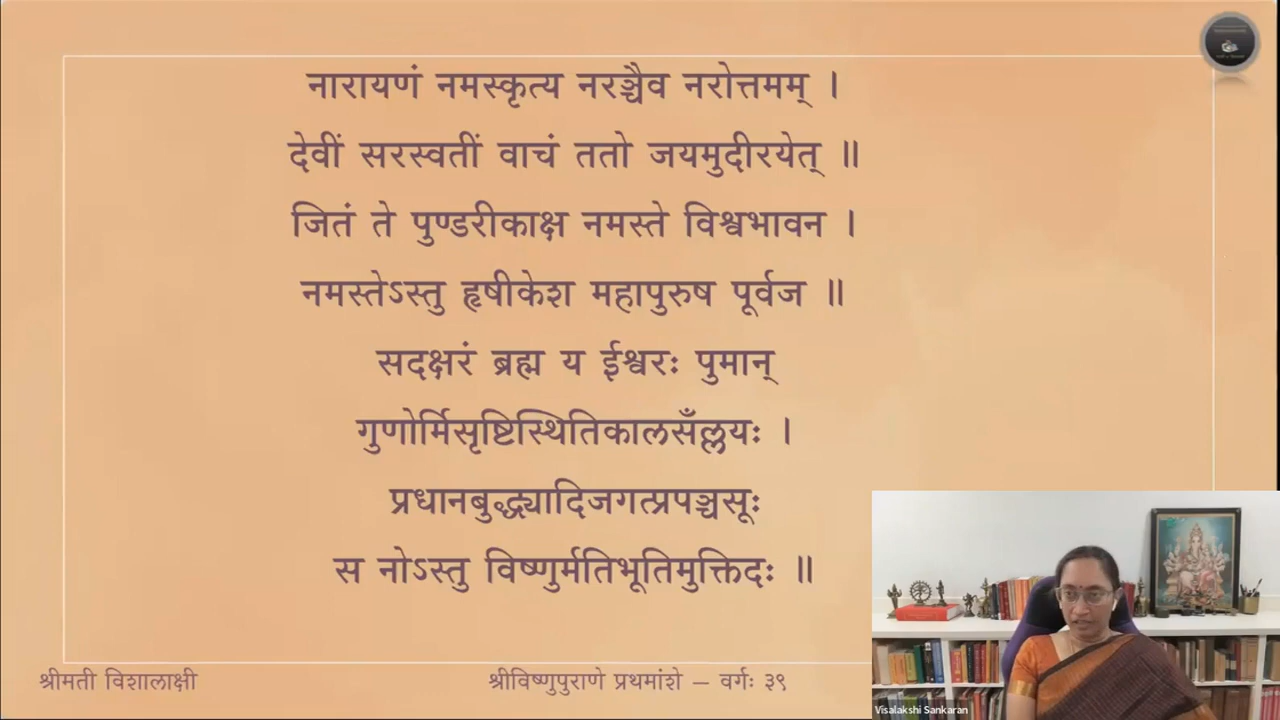 नारायणं नमस्कृत्य नरञ्चैव नरोत्तमम् ।
देवीं सरस्वतीं वाचं ततो जयमुदीरयेत् ॥
जितं ते पुण्डरीकाक्ष नमस्ते विश्वभावन ।
नमस्तेऽस्तु हृषीकेश महापुरुष पूर्वज ॥
सदक्षरं ब्रह्म य ईश्वरः पुमान्
गुणोर्मिसृष्टिस्थितिकालसँल्लयः ।
प्रधानबुद्ध्यादिजगत्प्रपञ्चसूः
स नोऽस्तु विष्णुर्मतिभूतिमुक्तिदः ॥
श्रीमती विशालाक्षी
श्रीविष्णुपुराणे प्रथमांशे – वर्गः ३९
Visalakshi Sankaran